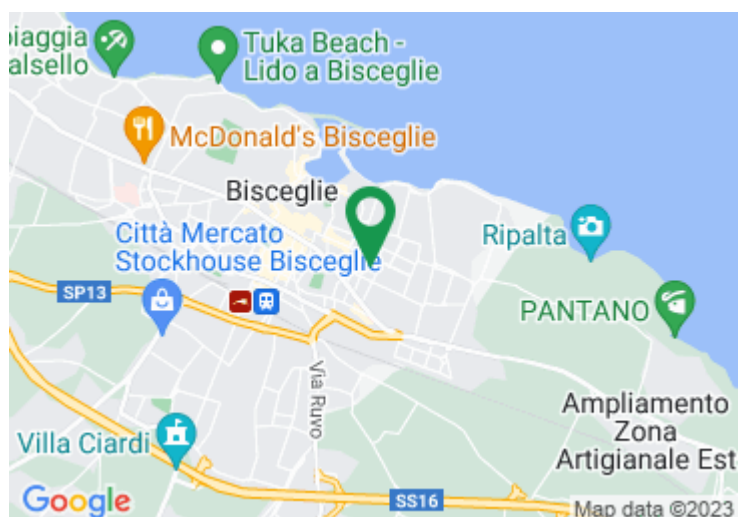 iaggia
alsello
Tuka Beach -
Lido a Bisceglie
McDonald's Bisceglie
Bisceglie
Città Mercato
Stockhouse Bisceglie
Ripalta
SP13
PANTANO
Via Ruvo
Ampliamento
Zona
Artigianale Est
Villa Ciardi
Google
SS16
Map data ©2023